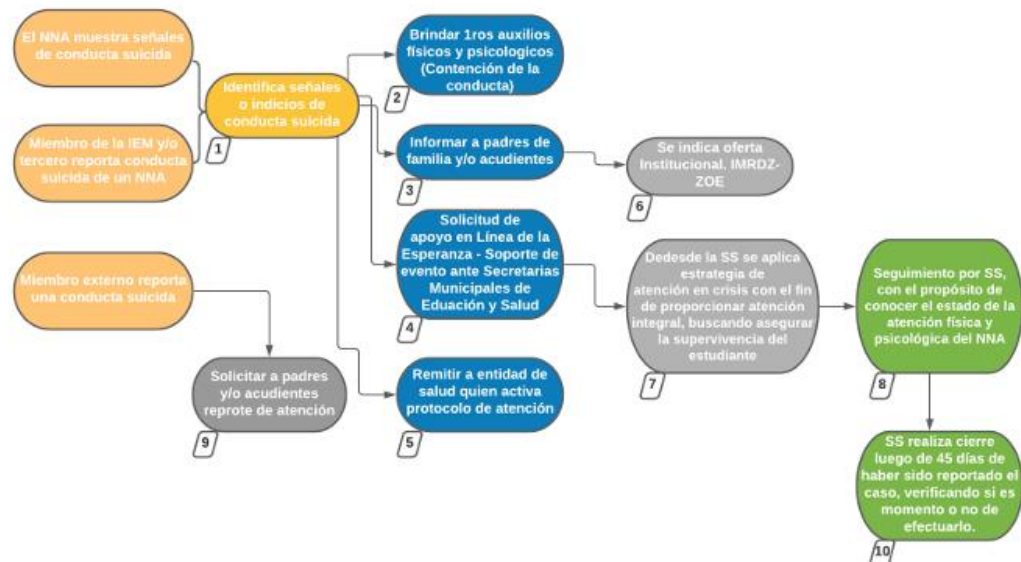 El NNA muestra señales
de conducta suicida
Miembro de la IEM y/o
tercero reporta conducta
suicida de un NNA
Identifica señales
o indicios de
conducta suicida
1
Brindar 1ros auxilios
físicos y psicologicos
(Contención de la
conducta)
2
Informar a padres de
familia y/o acudientes
3
Se indica oferta
Institucional. IMRDZ-
ZOE
6
Solicitud de
apoyo en Línea de la
Esperanza - Soporte de
evento ante Secretarias
Municipales de
Eduación y Salud
4
Dedesde la SS se aplica
estrategia de
atención en crisis con el fin
de proporcionar atención
integral, buscando asegurar
la supervivencia del
estudiante
7
Seguimiento por SS,
con el propósito de
conocer el estado de la
atención física y
psicológica del NNA
8
Miembro externo reporta
una conducta suicida
Solicitar a padres
y/o acudientes
reprote de atención
9
Remitir a entidad de
salud quien activa
protocolo de atención
5
SS realiza cierre
luego de 45 días de
haber sido reportado el
caso, verificando si es
momento o no de
efectuarlo.
10